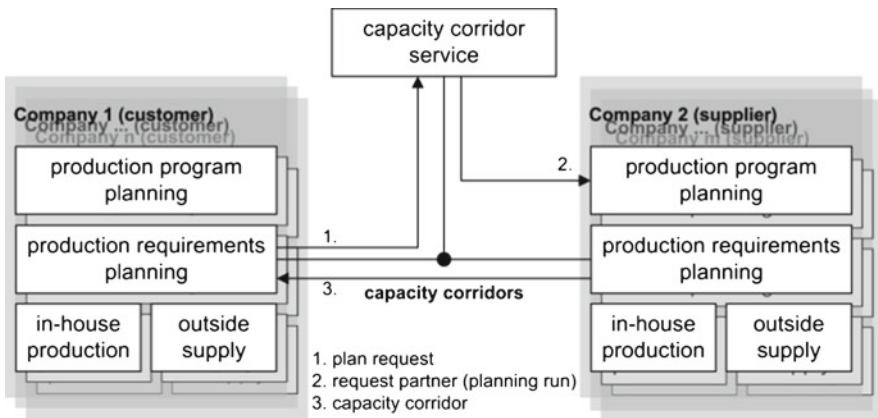 capacity corridor
service
Company 1 (customer)
Company ... (customer)
Company n (customer)
production program
planning
production requirements
planning
in-house
production
outside
supply
1.
2.
3.
capacity corridors
Company 2 (supplier)
Company ... (supplier)
Company m (supplier)
production program
planning
production requirements
planning
in-house
production
outside
supply
1. plan request
2. request partner (planning run)
3. capacity corridor